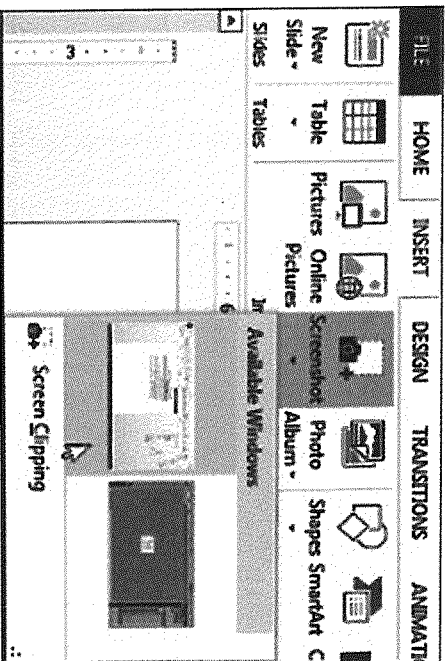 FILE HOME INSERT DESIGN TRANSITIONS ANIMATI
New Slide Table Pictures Online Pictures Screenshot Photo Album Shapes SmartArt C
Slides Tables I
Available Windows
3
6
Screen Clipping